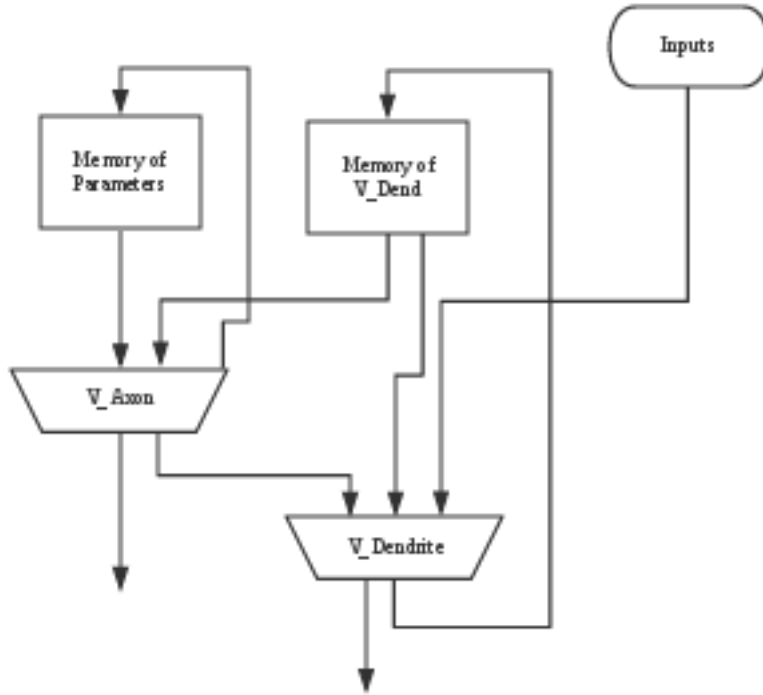 Inputs
Memory of
Parameters
Memory of
V_Dend
V_Axon
V_Dendrite